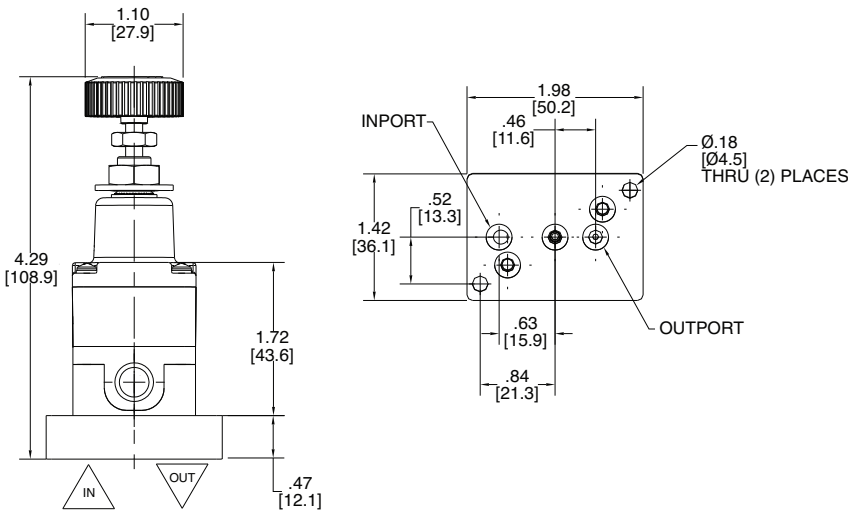 1.10
[27.9]
4.29
[108.9]
1.72
[43.6]
.47
[12.1]
IN
OUT
1.98
[50.2]
.46
[11.6]
INPORT
Ø.18
[Ø4.5]
THRU (2) PLACES
.52
[13.3]
1.42
[36.1]
.63
[15.9]
OUTPORT
.84
[21.3]